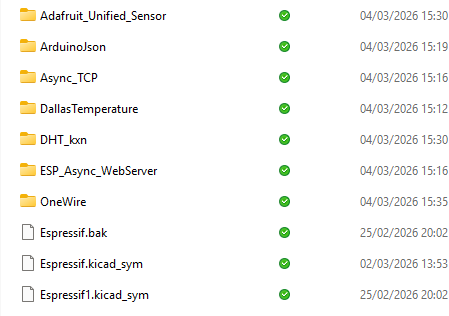 Adafruit_Unified_Sensor 04/03/2026 15:30
ArduinoJson 04/03/2026 15:19
Async_TCP 04/03/2026 15:16
DallasTemperature 04/03/2026 15:12
DHT_kxn 04/03/2026 15:30
ESP_Async_WebServer 04/03/2026 15:16
OneWire 04/03/2026 15:35
Espressif.bak 25/02/2026 20:02
Espressif.kicad_sym 02/03/2026 13:53
Espressif1.kicad_sym 25/02/2026 20:02